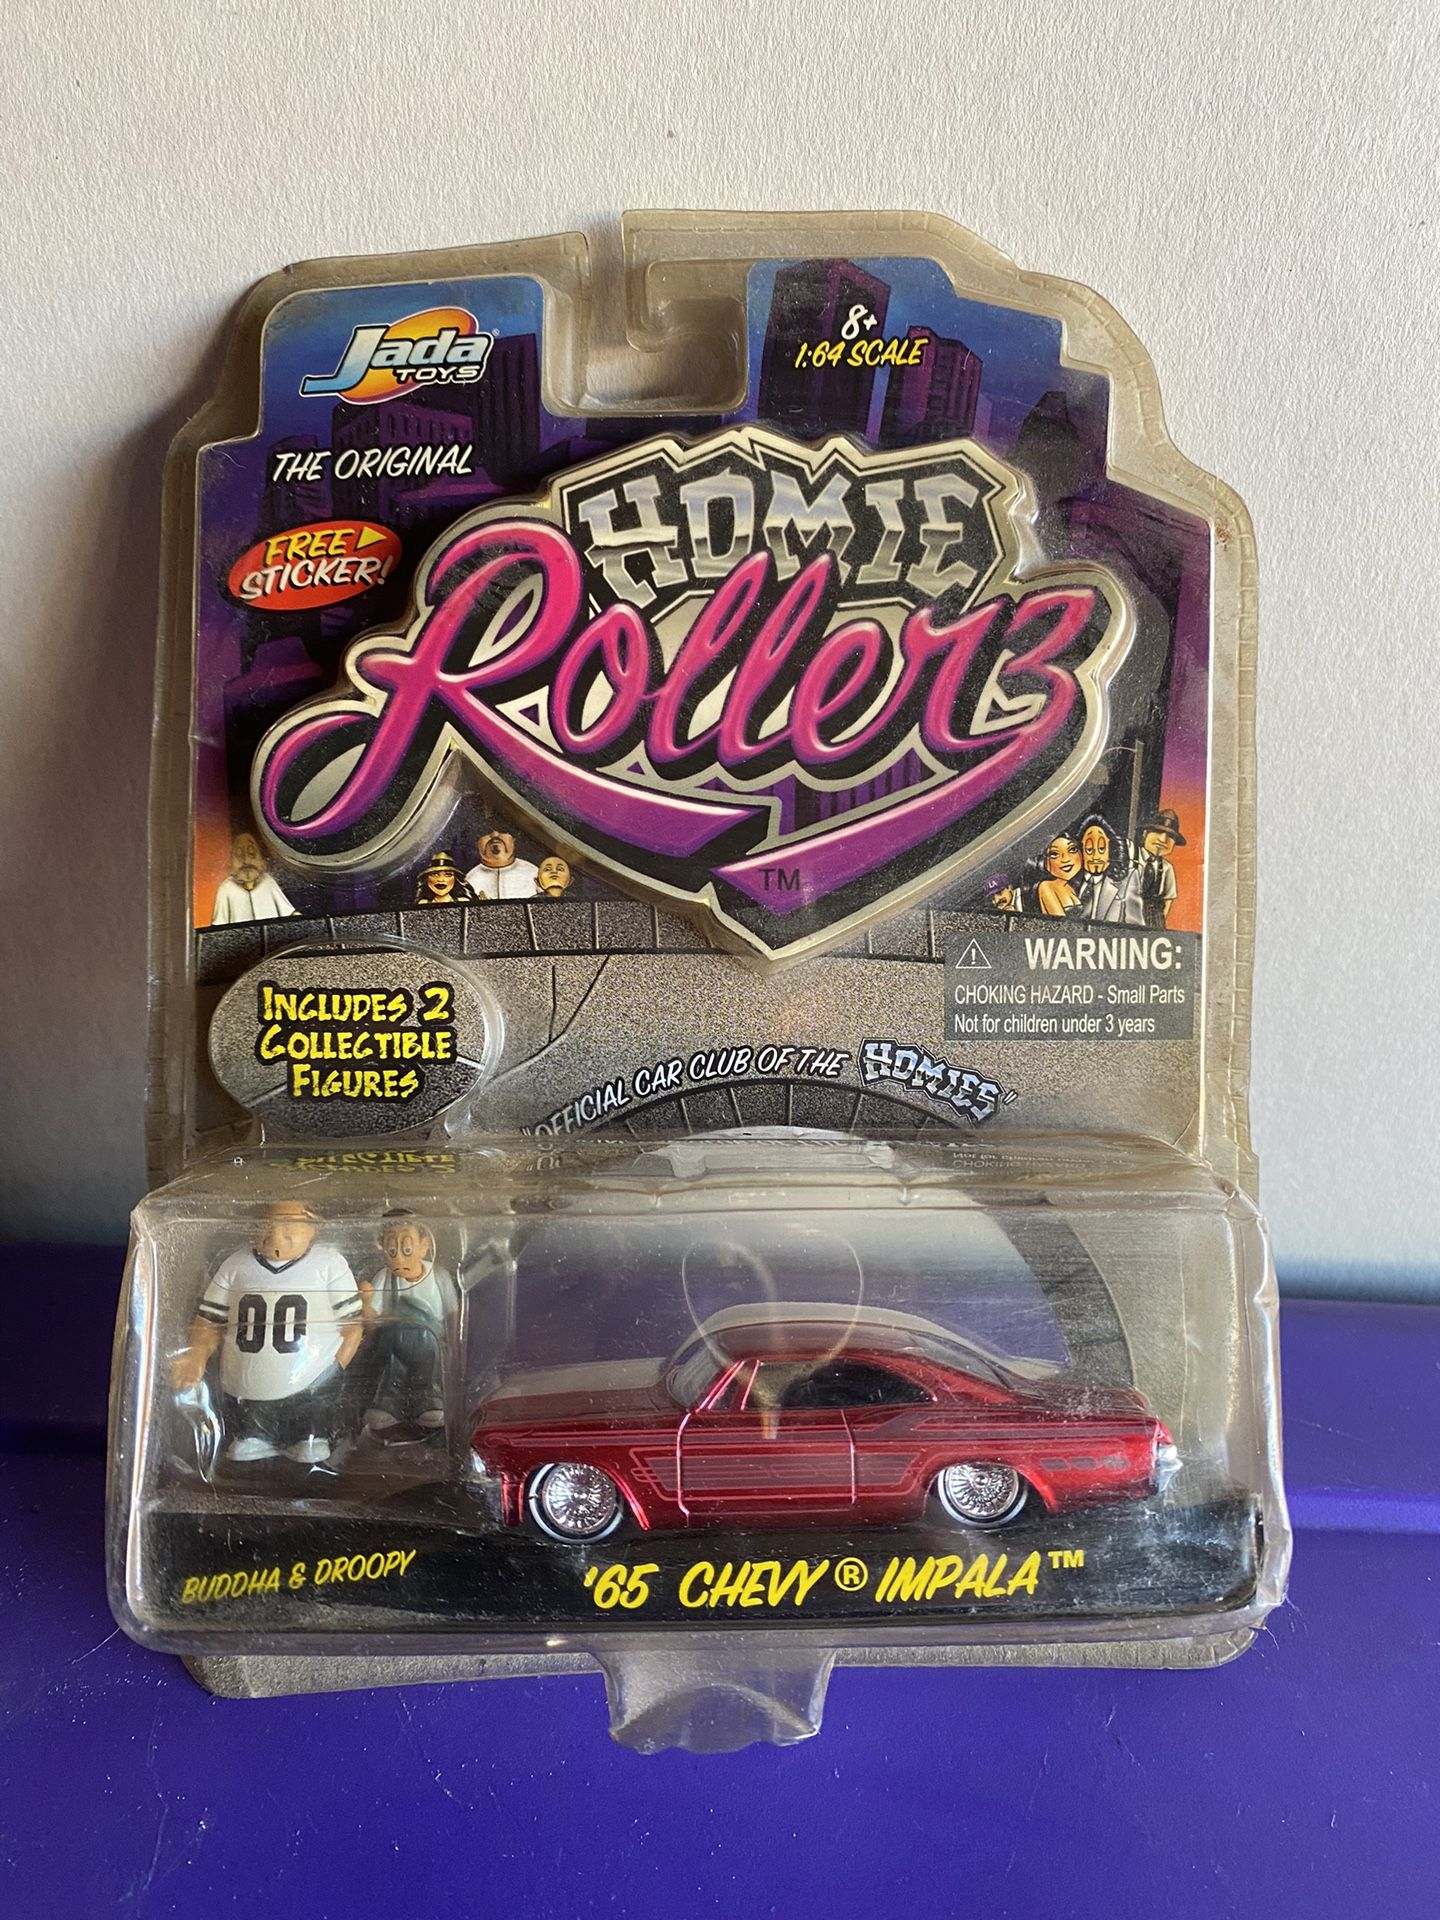 Jada®
TOYS
8+
1:64 SCALE
THE ORIGINAL
HOMIE
Rollerz
TM
FREE
STICKER!
WARNING:
CHOKING HAZARD - Small Parts
Not for children under 3 years
INCLUDES 2
COLLECTIBLE
FIGURES
"OFFICIAL CAR CLUB OF THE HOMIES"
00
BUDDHA & DROOPY
'65 CHEVY® IMPALA™